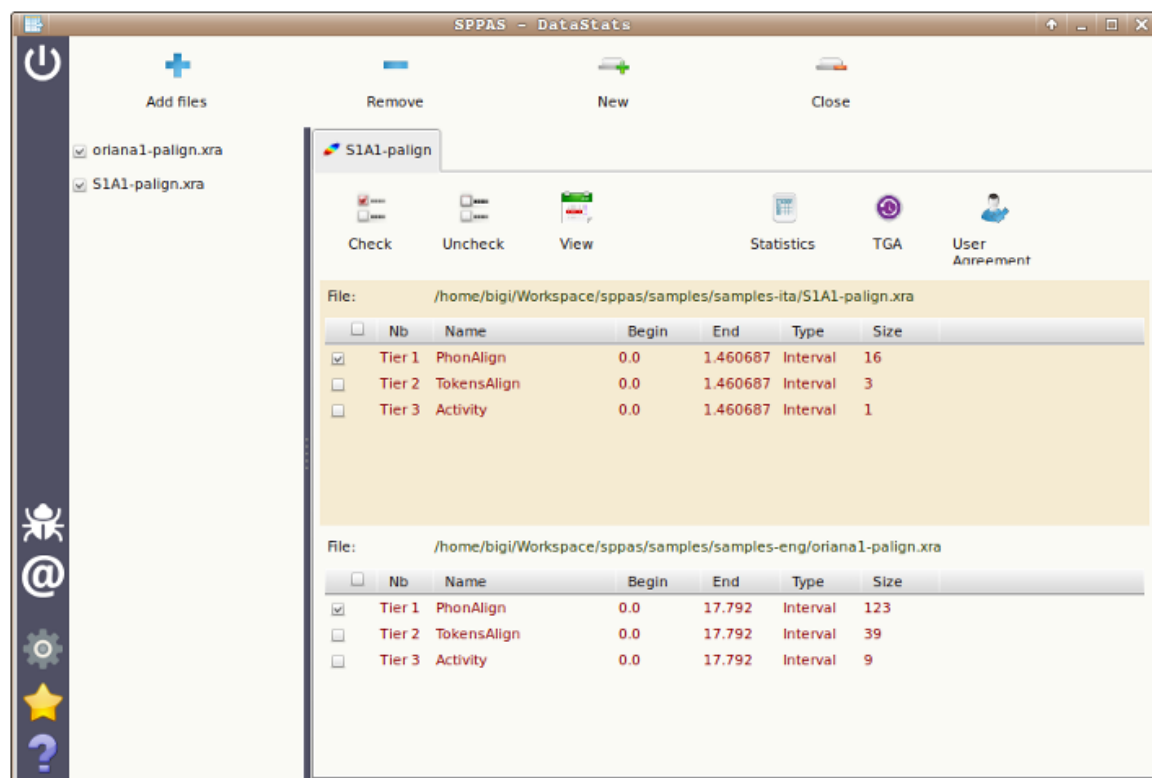 SPPAS - DataStats
Add files Remove New Close
oriana1-palign.xra
S1A1-palign.xra
S1A1-palign
Check Uncheck View Statistics TGA User Agreement
File: /home/bigi/Workspace/sppas/samples/samples-ita/S1A1-palign.xra
Nb Name Begin End Type Size
Tier 1 PhonAlign 0.0 1.460687 Interval 16
Tier 2 TokensAlign 0.0 1.460687 Interval 3
Tier 3 Activity 0.0 1.460687 Interval 1
File: /home/bigi/Workspace/sppas/samples/samples-eng/oriana1-palign.xra
Nb Name Begin End Type Size
Tier 1 PhonAlign 0.0 17.792 Interval 123
Tier 2 TokensAlign 0.0 17.792 Interval 39
Tier 3 Activity 0.0 17.792 Interval 9